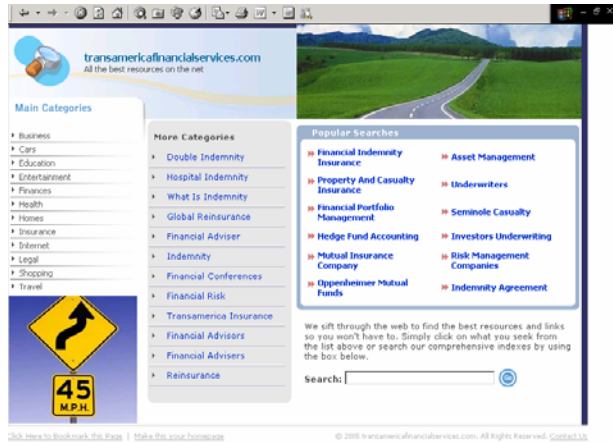 transamericafinancialservices.com
All the best resources on the net
Main Categories
Business
Cars
Education
Entertainment
Finances
Health
Homes
Insurance
Internet
Legal
Shopping
Travel
45
M.P.H.
More Categories
Double Indemnity
Hospital Indemnity
What Is Indemnity
Global Reinsurance
Financial Adviser
Indemnity
Financial Conferences
Financial Risk
Transamerica Insurance
Financial Advisors
Financial Advisers
Reinsurance
Popular Searches
Financial Indemnity
Insurance
Property And Casualty
Insurance
Financial Portfolio
Management
Hedge Fund Accounting
Mutual Insurance
Company
Oppenheimer Mutual
Funds
Asset Management
Underwriters
Seminole Casualty
Investors Underwriting
Risk Management
Companies
Indemnity Agreement
We sift through the web to find the best resources and links
so you won't have to. Simply click on what you seek from
the list above or search our comprehensive indexes by using
the box below.
Search:
Go
Click Here to Bookmark this Page | Make this your homepage
© 2006 transamericafinancialservices.com. All Rights Reserved. Contact Us